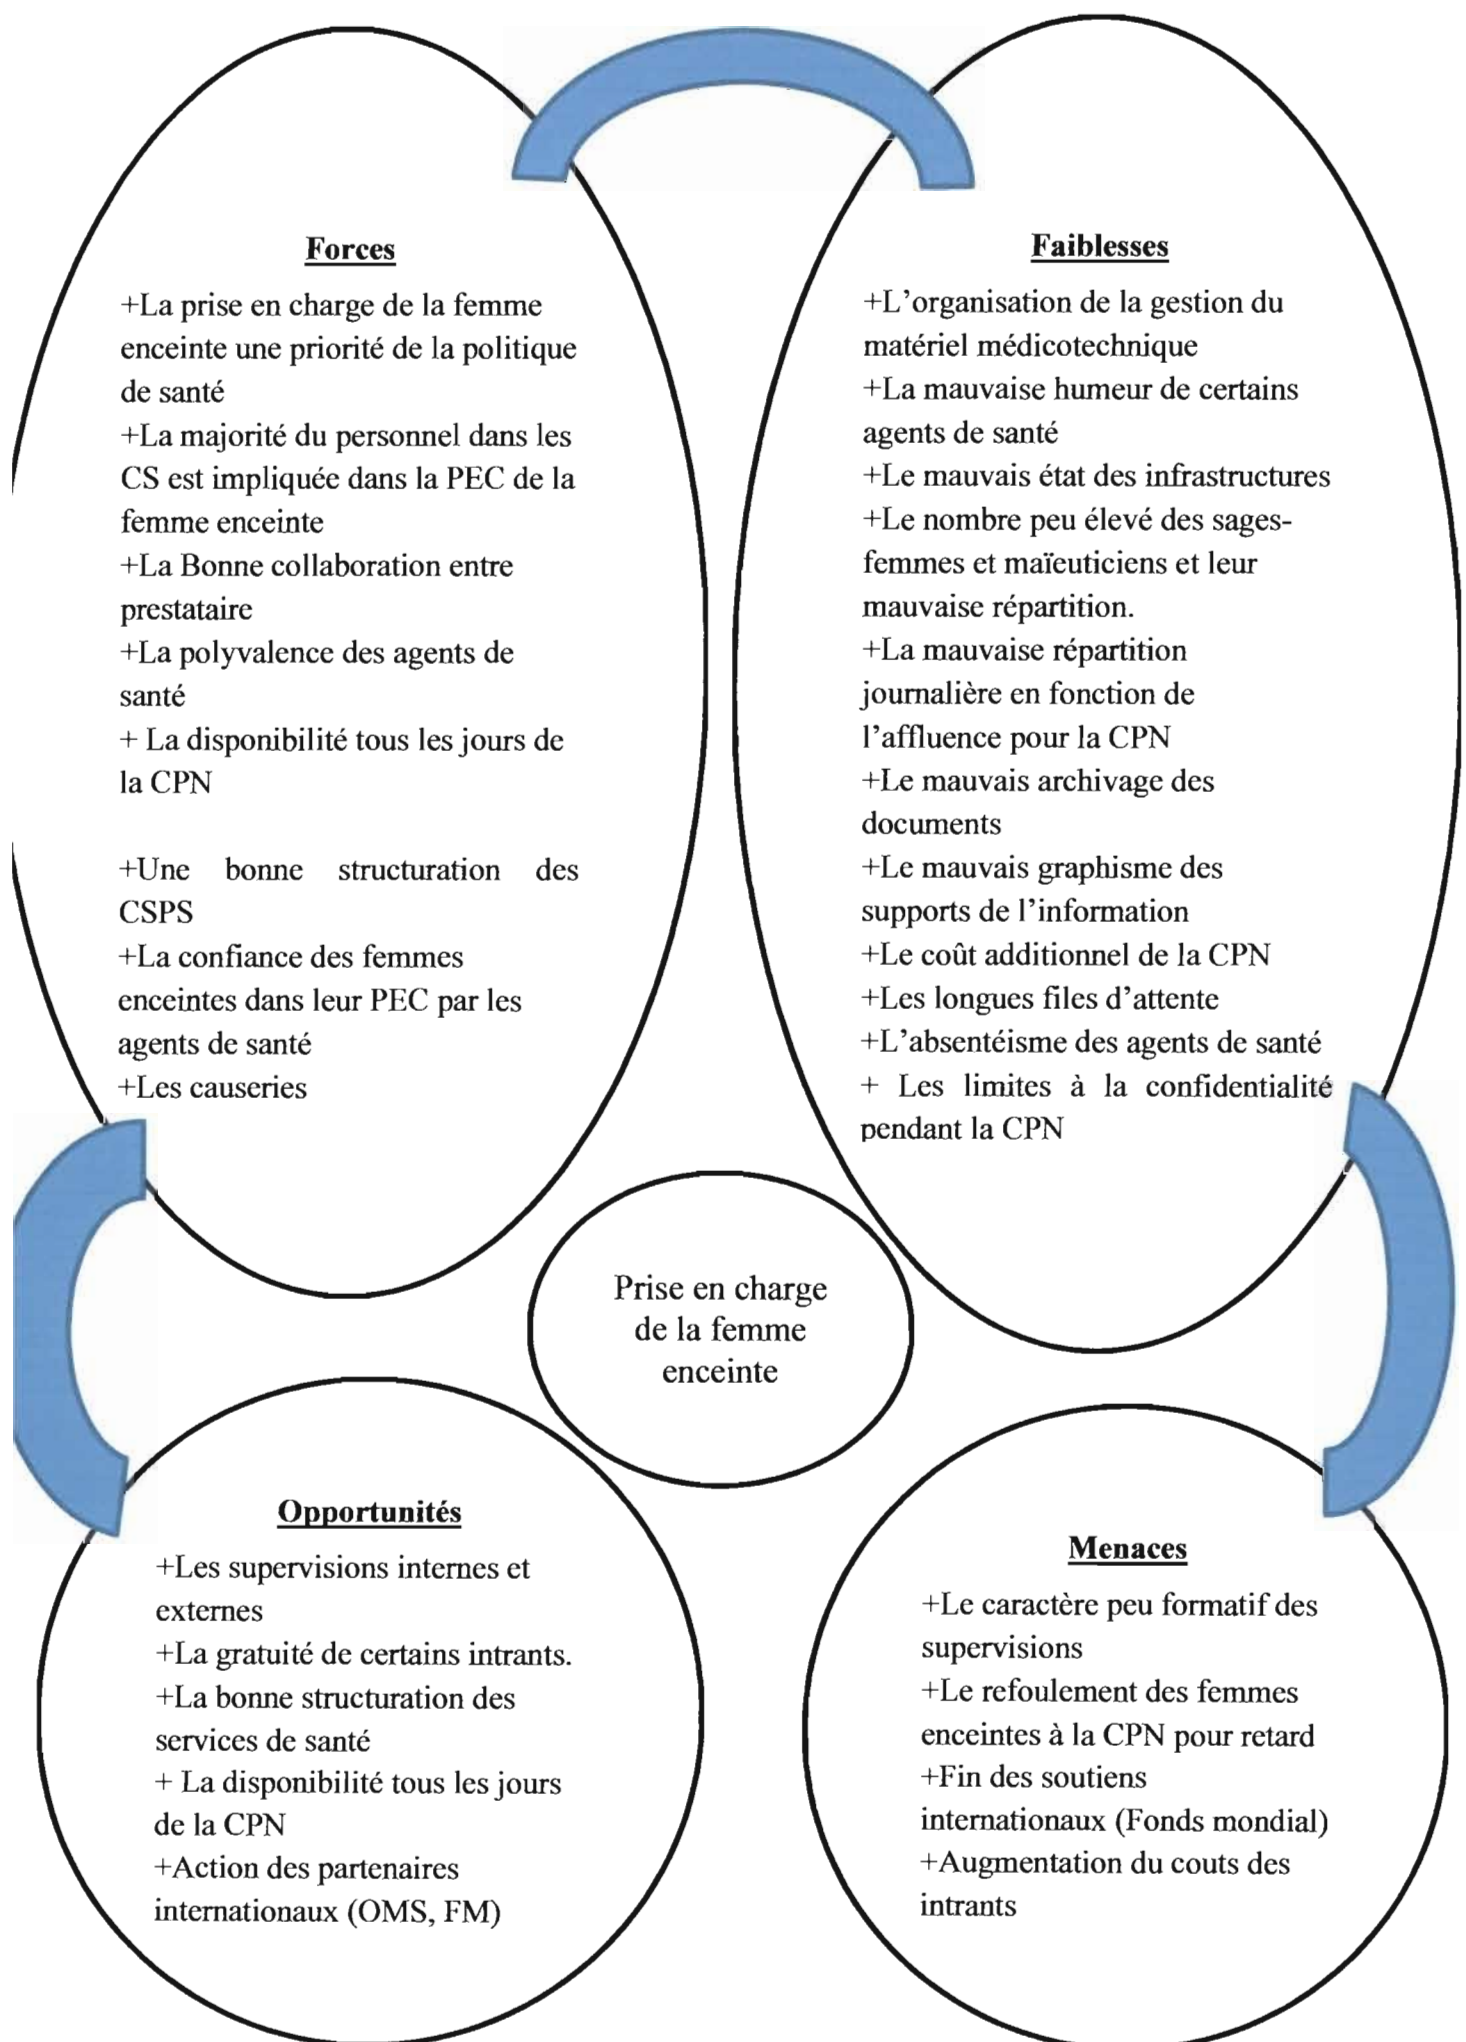 Forces
+La prise en charge de la femme
enceinte une priorité de la politique
de santé
+La majorité du personnel dans les
CS est impliquée dans la PEC de la
femme enceinte
+La Bonne collaboration entre
prestataire
+La polyvalence des agents de
santé
+ La disponibilité tous les jours de
la CPN
+Une bonne structuration des
CSPS
+La confiance des femmes
enceintes dans leur PEC par les
agents de santé
+Les causeries
Faiblesses
+L'organisation de la gestion du
matériel médicotechnique
+La mauvaise humeur de certains
agents de santé
+Le mauvais état des infrastructures
+Le nombre peu élevé des sages-
femmes et maïeuticiens et leur
mauvaise répartition.
+La mauvaise répartition
journalière en fonction de
l'affluence pour la CPN
+Le mauvais archivage des
documents
+Le mauvais graphisme des
supports de l'information
+Le coût additionnel de la CPN
+Les longues files d'attente
+L'absentéisme des agents de santé
+ Les limites à la confidentialité
pendant la CPN
Prise en charge
de la femme
enceinte
Opportunités
+Les supervisions internes et
externes
+La gratuité de certains intrants.
+La bonne structuration des
services de santé
+ La disponibilité tous les jours
de la CPN
+Action des partenaires
internationaux (OMS, FM)
Menaces
+Le caractère peu formatif des
supervisions
+Le refoulement des femmes
enceintes à la CPN pour retard
+Fin des soutiens
internationaux (Fonds mondial)
+Augmentation du couts des
intrants